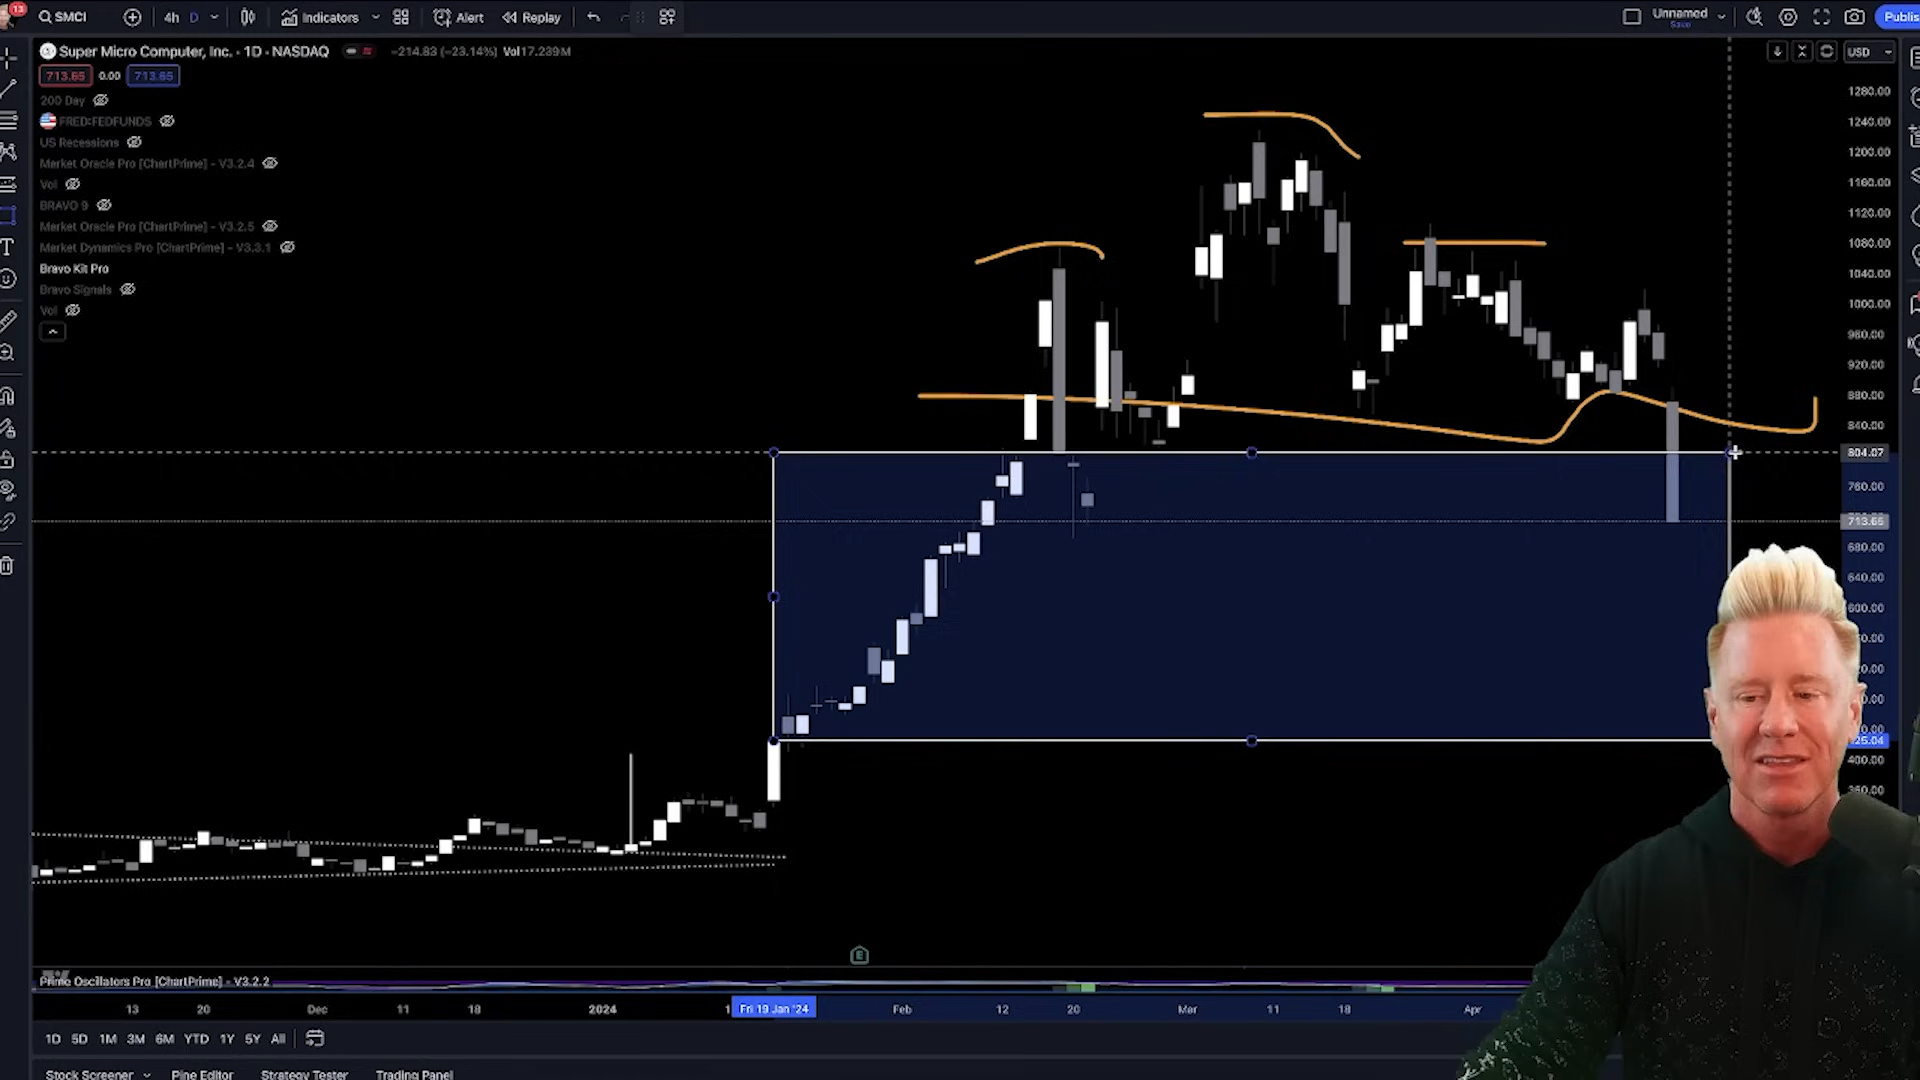 13 SMCI 4h D Indicators Alert Replay Unnamed Save Publis
Super Micro Computer, Inc. · 1D · NASDAQ −214.83 (−23.14%) Vol17.239M USD
713.65 0.00 713.65
200 Day
FRED:FEDFUNDS
US Recessions
Market Oracle Pro [ChartPrime] - V3.2.4
Vol
BRAVO 9
Market Oracle Pro [ChartPrime] - V3.2.5
Market Dynamics Pro [ChartPrime] - V3.3.1
Bravo Kit Pro
Bravo Signals
Vol
1280.00
1240.00
1200.00
1160.00
1120.00
1080.00
1040.00
1000.00
960.00
920.00
880.00
840.00
804.07
760.00
713.65
680.00
640.00
600.00
400.00
Prime Oscillators Pro [ChartPrime] - V3.2.2
13 20 Dec 11 18 2024 Fri 19 Jan '24 Feb 12 20 Mar 11 18 Apr
1D 5D 1M 3M 6M YTD 1Y 5Y All
Stock Screener Pine Editor Strategy Tester Trading Panel